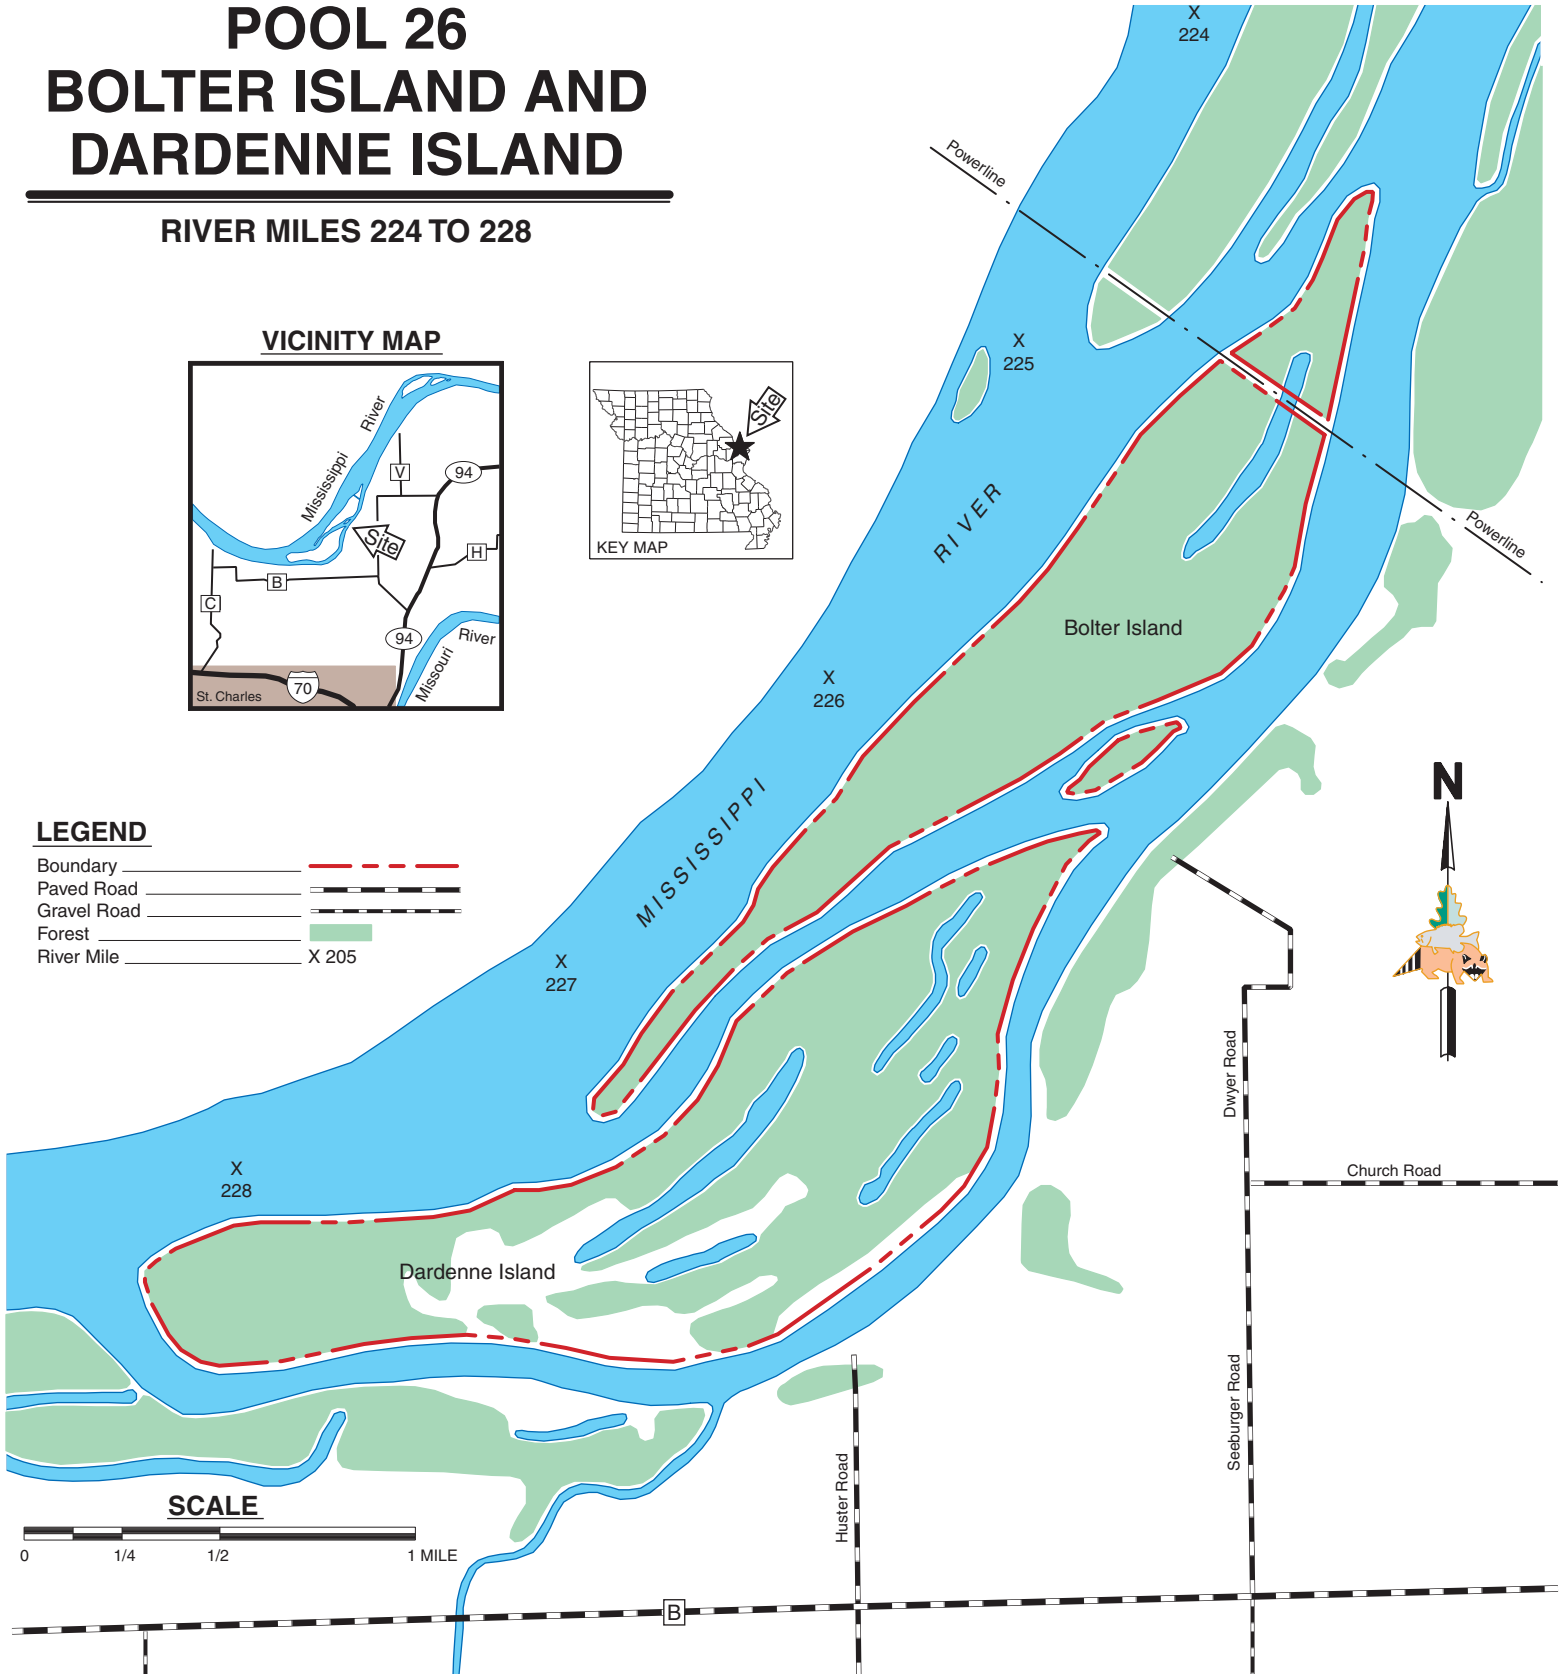 POOL 26
BOLTER ISLAND AND
DARDENNE ISLAND
RIVER MILES 224 TO 228
X
224
Powerline
VICINITY MAP
Mississippi
River
V
94
Site
H
B
C
94
River
Missouri
70
St. Charles
Site
KEY MAP
X
225
RIVER
Powerline
Bolter Island
X
226
MISSISSIPPI
N
LEGEND
Boundary
Paved Road
Gravel Road
Forest
River Mile X 205
X
227
Dwyer Road
Church Road
X
228
Dardenne Island
Seeburger Road
Huster Road
SCALE
0 1/4 1/2 1 MILE
B